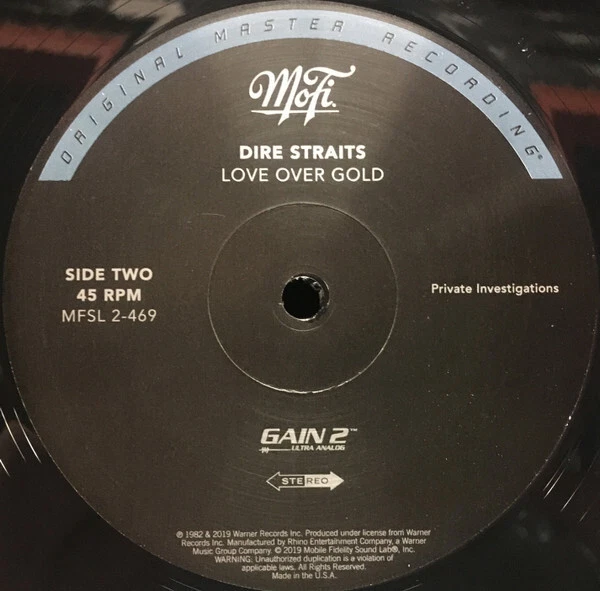 ORIGINAL MASTER RECORDING®
MoFi.
DIRE STRAITS
LOVE OVER GOLD
SIDE TWO
45 RPM
MFSL 2-469
Private Investigations
GAIN 2™
ULTRA ANALOG
STEREO
℗ 1982 & 2019 Warner Records Inc. Produced under license from Warner
Records Inc. Manufactured by Rhino Entertainment Company, a Warner
Music Group Company. © 2019 Mobile Fidelity Sound Lab®, Inc.
WARNING: Unauthorized duplication is a violation of
applicable laws. All Rights Reserved.
Made in the U.S.A.